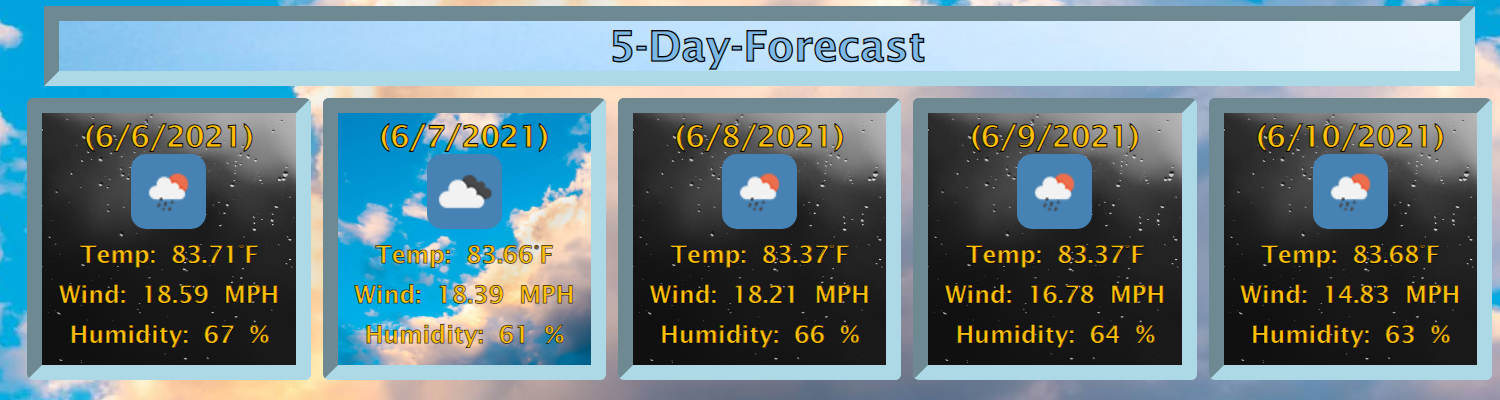 5-Day-Forecast
(6/6/2021)
Temp: 83.71°F
Wind: 18.59 MPH
Humidity: 67 %
(6/7/2021)
Temp: 83.66°F
Wind: 18.39 MPH
Humidity: 61 %
(6/8/2021)
Temp: 83.37°F
Wind: 18.21 MPH
Humidity: 66 %
(6/9/2021)
Temp: 83.37°F
Wind: 16.78 MPH
Humidity: 64 %
(6/10/2021)
Temp: 83.68°F
Wind: 14.83 MPH
Humidity: 63 %